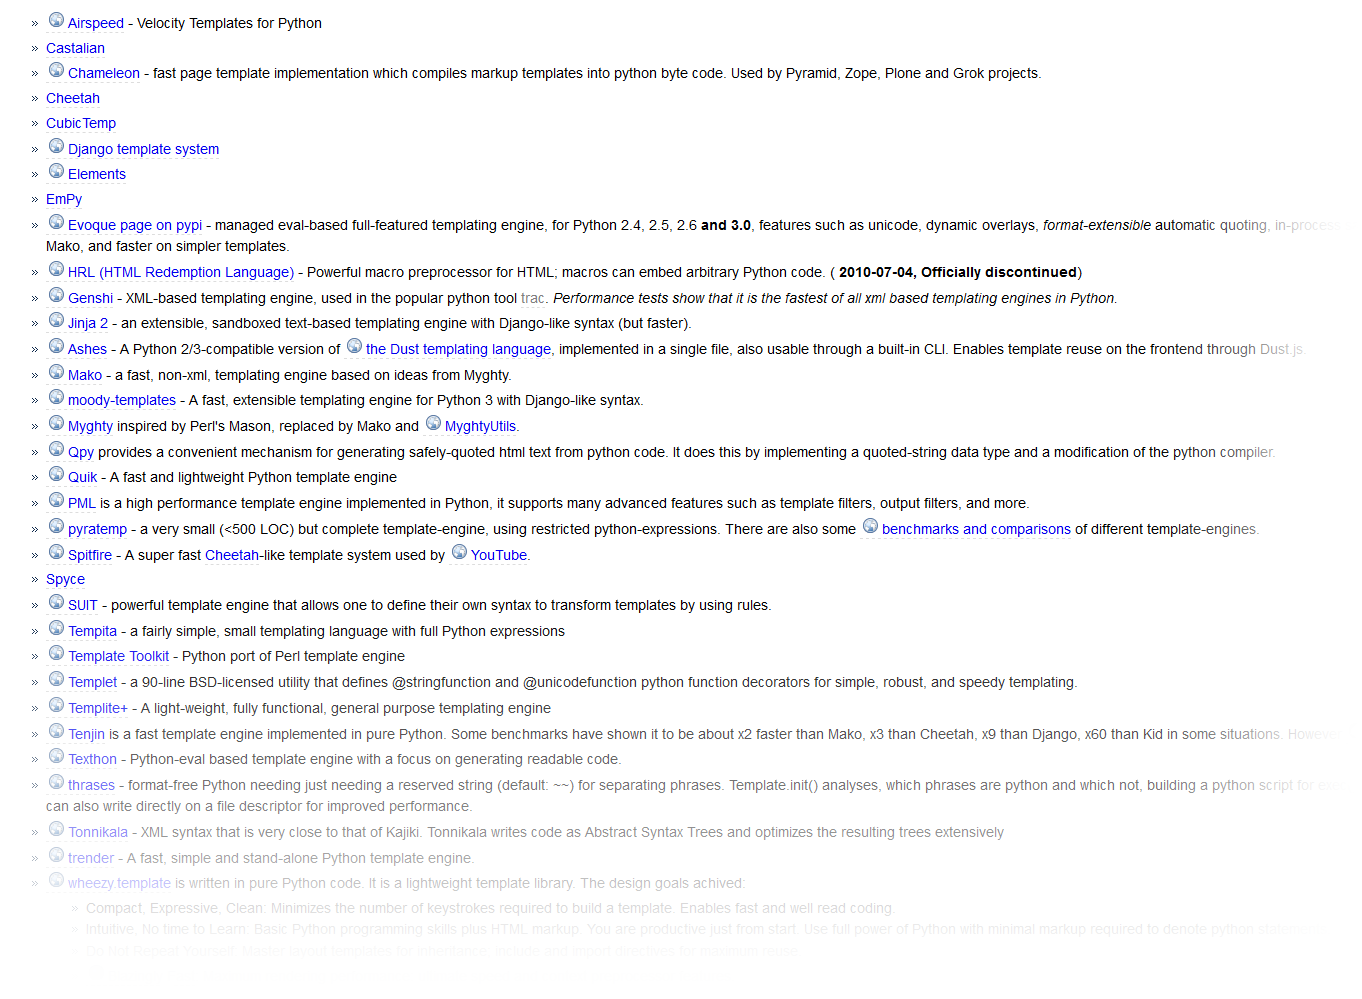 » Airspeed - Velocity Templates for Python
» Castalian
» Chameleon - fast page template implementation which compiles markup templates into python byte code. Used by Pyramid, Zope, Plone and Grok projects.
» Cheetah
» CubicTemp
» Django template system
» Elements
» EmPy
» Evoque page on pypi - managed eval-based full-featured templating engine, for Python 2.4, 2.5, 2.6 and 3.0, features such as unicode, dynamic overlays, format-extensible automatic quoting, in-process
Mako, and faster on simpler templates.
» HRL (HTML Redemption Language) - Powerful macro preprocessor for HTML; macros can embed arbitrary Python code. ( 2010-07-04, Officially discontinued)
» Genshi - XML-based templating engine, used in the popular python tool trac. Performance tests show that it is the fastest of all xml based templating engines in Python.
» Jinja 2 - an extensible, sandboxed text-based templating engine with Django-like syntax (but faster).
» Ashes - A Python 2/3-compatible version of the Dust templating language, implemented in a single file, also usable through a built-in CLI. Enables template reuse on the frontend through Dust.js.
» Mako - a fast, non-xml, templating engine based on ideas from Myghty.
» moody-templates - A fast, extensible templating engine for Python 3 with Django-like syntax.
» Myghty inspired by Perl's Mason, replaced by Mako and MyghtyUtils.
» Qpy provides a convenient mechanism for generating safely-quoted html text from python code. It does this by implementing a quoted-string data type and a modification of the python compiler.
» Quik - A fast and lightweight Python template engine
» PML is a high performance template engine implemented in Python, it supports many advanced features such as template filters, output filters, and more.
» pyratemp - a very small (<500 LOC) but complete template-engine, using restricted python-expressions. There are also some benchmarks and comparisons of different template-engines.
» Spitfire - A super fast Cheetah-like template system used by YouTube.
» Spyce
» SUIT - powerful template engine that allows one to define their own syntax to transform templates by using rules.
» Tempita - a fairly simple, small templating language with full Python expressions
» Template Toolkit - Python port of Perl template engine
» Templet - a 90-line BSD-licensed utility that defines @stringfunction and @unicodefunction python function decorators for simple, robust, and speedy templating.
» Templite+ - A light-weight, fully functional, general purpose templating engine
» Tenjin is a fast template engine implemented in pure Python. Some benchmarks have shown it to be about x2 faster than Mako, x3 than Cheetah, x9 than Django, x60 than Kid in some situations. However
» Texthon - Python-eval based template engine with a focus on generating readable code.
» thrases - format-free Python needing just needing a reserved string (default: ~~) for separating phrases. Template.init() analyses, which phrases are python and which not, building a python script for
can also write directly on a file descriptor for improved performance.
» Tonnikala - XML syntax that is very close to that of Kajiki. Tonnikala writes code as Abstract Syntax Trees and optimizes the resulting trees extensively
» trender - A fast, simple and stand-alone Python template engine.
» wheezy.template is written in pure Python code. It is a lightweight template library. The design goals achived:
» Compact, Expressive, Clean: Minimizes the number of keystrokes required to build a template. Enables fast and well read coding.
» Intuitive, No time to Learn: Basic Python programming skills plus HTML markup. You are productive just from start. Use full power of Python with minimal markup required to denote python
» Do Not Repeat Yourself: Master layout templates for inheritance; include and import directives for maximum reuse.